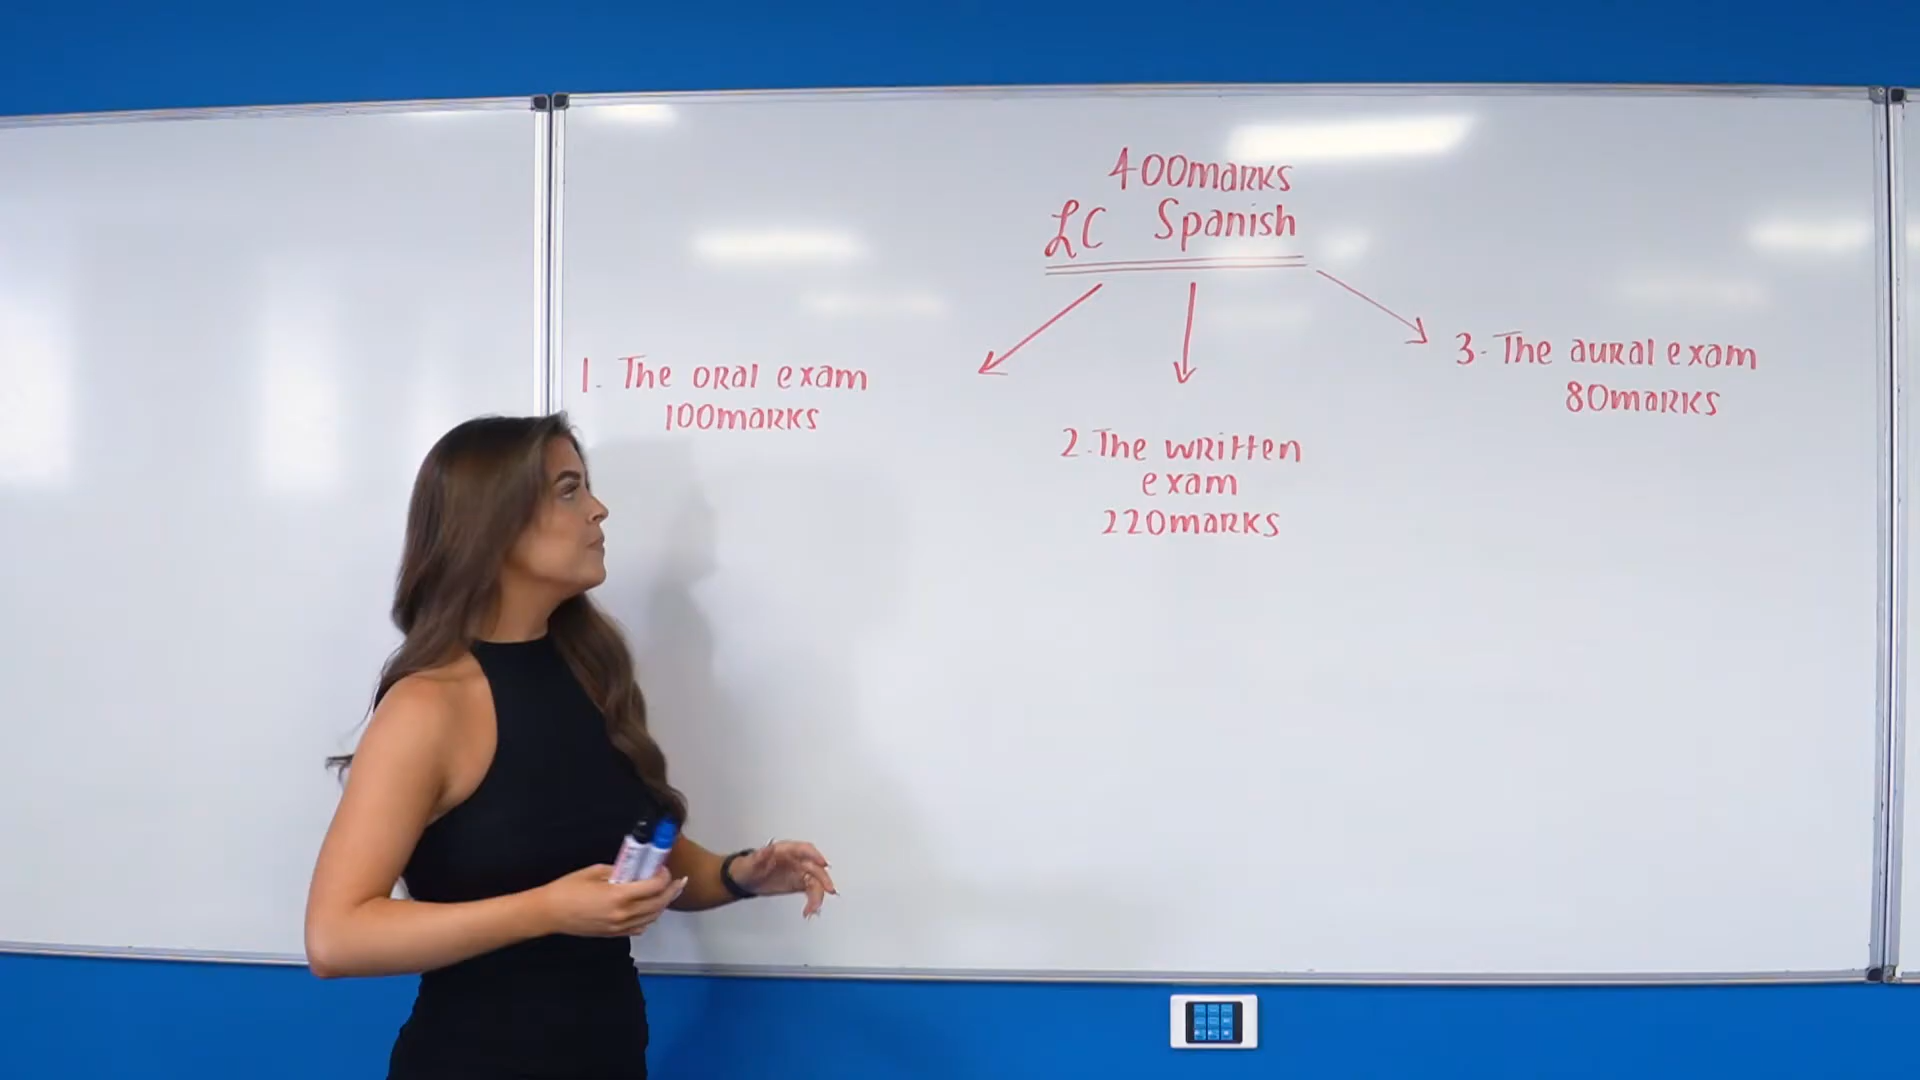 400marks
LC Spanish
1. The oral exam
100marks
2. The written
exam
220marks
3. The aural exam
80marks